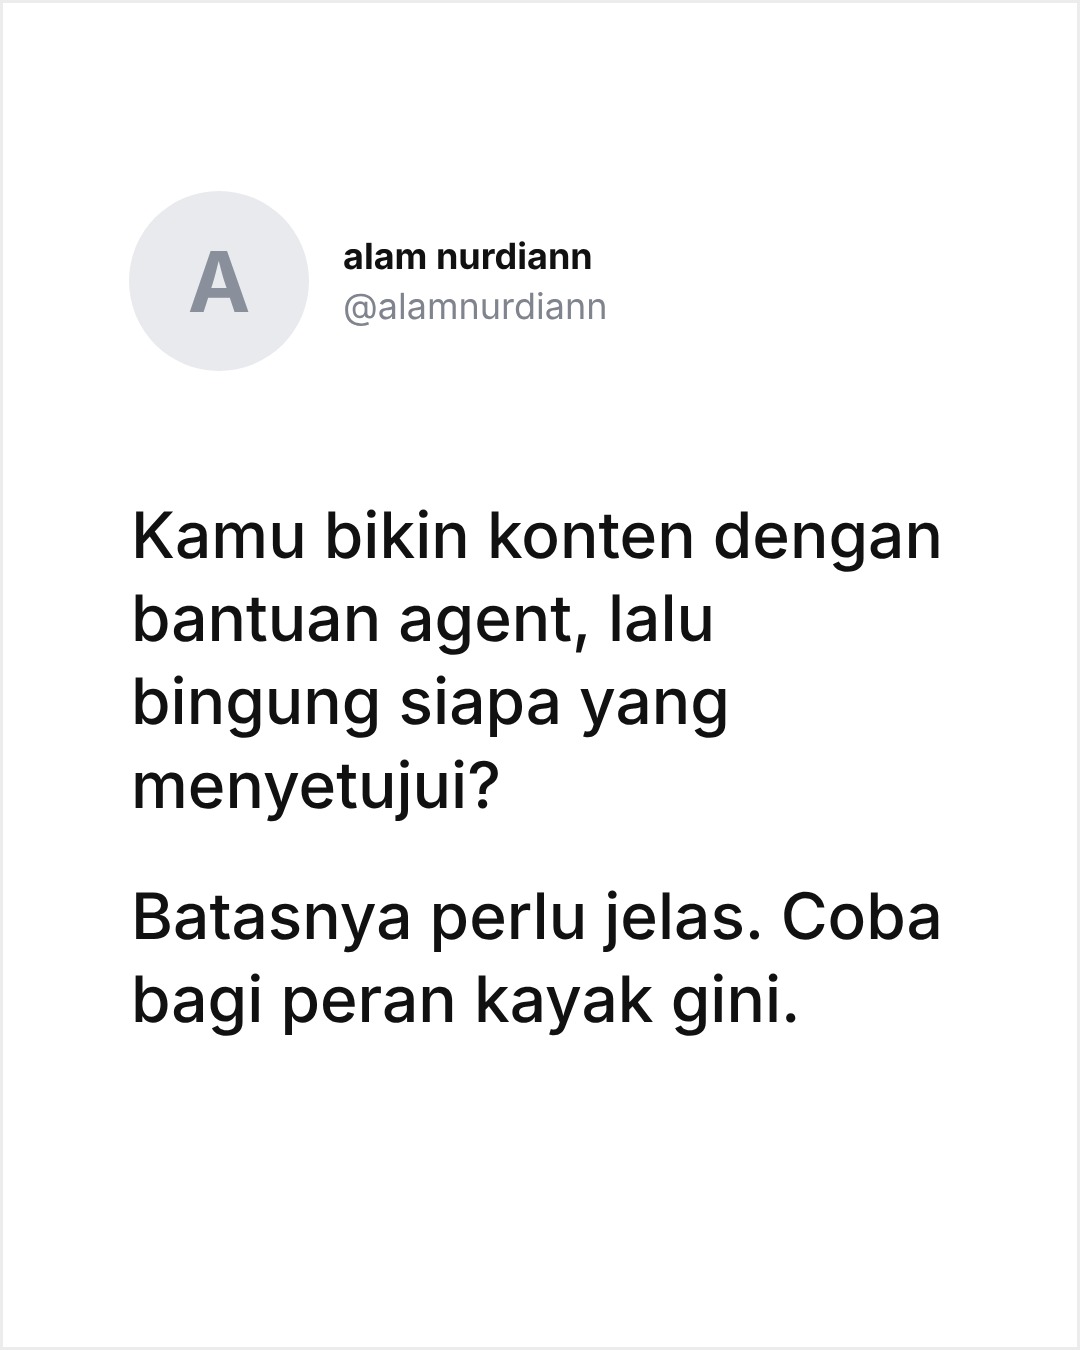 A
alam nurdiann
@alamnurdiann
Kamu bikin konten dengan
bantuan agent, lalu
bingung siapa yang
menyetujui?
Batasnya perlu jelas. Coba
bagi peran kayak gini.